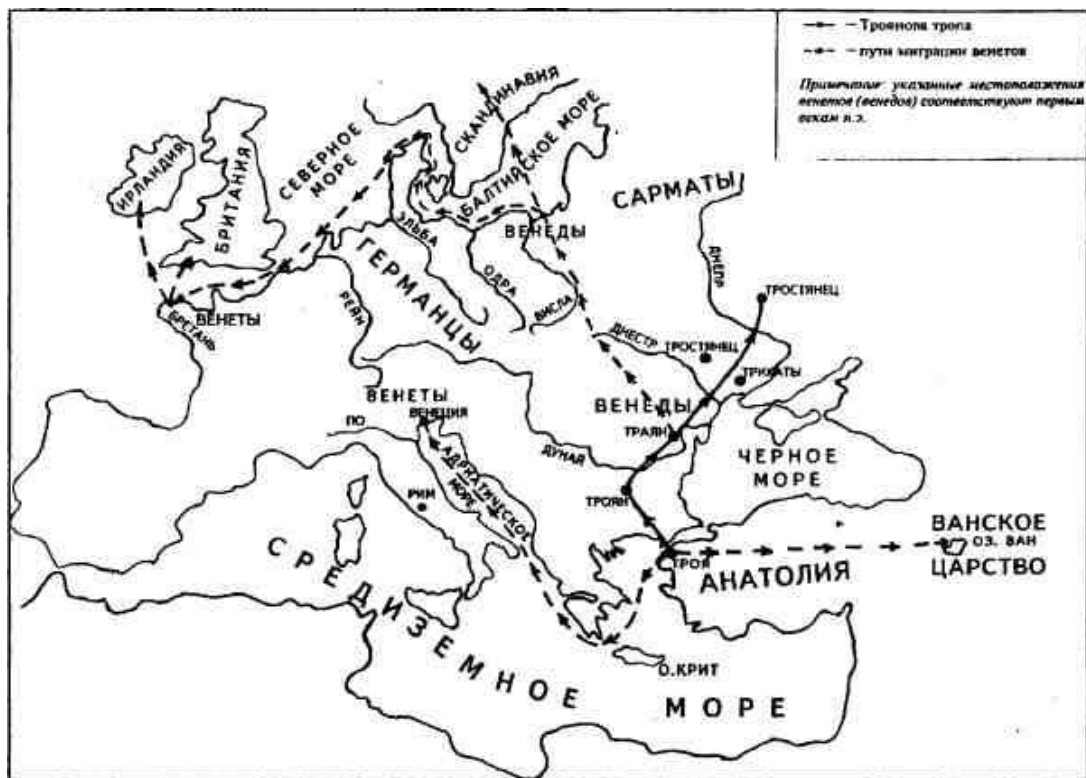 – Троянова тропа
– пути миграции венетов
Примечание: указанные местоположения
венетов (венедов) соответствуют первым
векам н.э.
СКАНДИНАВИЯ
СЕВЕРНОЕ
МОРЕ
БАЛТИЙСКОЕ МОРЕ
ИРЛАНДИЯ
БРИТАНИЯ
САРМАТЫ
ЭЛЬБА
ВЕНЕДЫ
ГЕРМАНЦЫ
ОДРА
ДНЕПР
ТРОСТЯНЕЦ
БРЕТАНЬ
ВЕНЕТЫ
РЕЙН
ВИСЛА
ДНЕСТР
ТРОСТЯНЕЦ
ТРИХАТЫ
ВЕНЕТЫ
ВЕНЕЦИЯ
ВЕНЕДЫ
ПО
ТРАЯН
АДРИАТИЧЕСКОЕ
МОРЕ
ДУНАЙ
ЧЕРНОЕ
МОРЕ
РИМ
ТРОЯН
ВАНСКОЕ
ОЗ. ВАН
ЦАРСТВО
ТРОЯ
АНАТОЛИЯ
СРЕДИЗЕМНОЕ МОРЕ
О.КРИТ